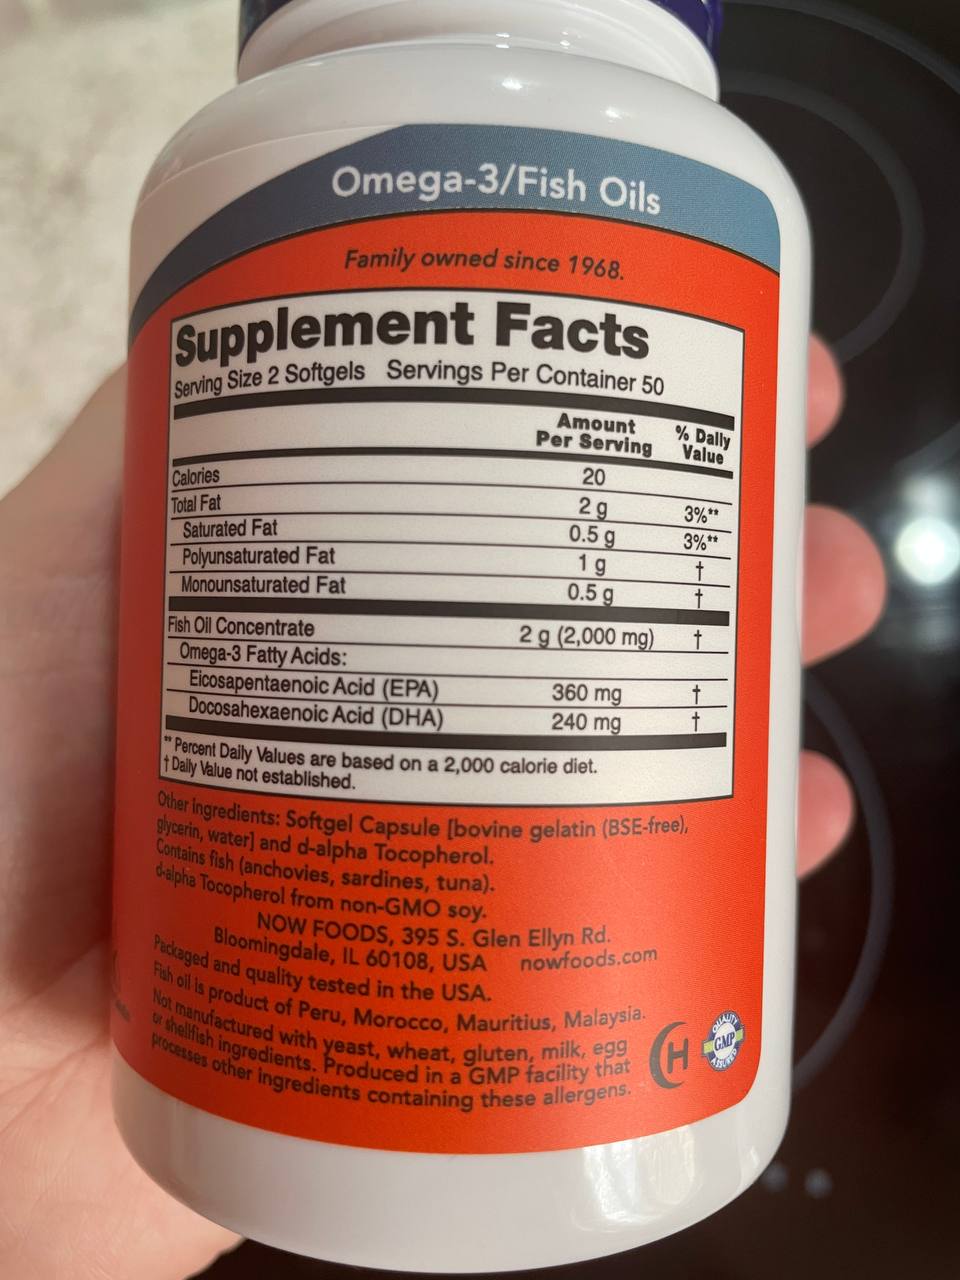 Omega-3/Fish Oils
Family owned since 1968.
Supplement Facts
Serving Size 2 Softgels Servings Per Container 50
Amount Per Serving % Daily Value
Calories 20
Total Fat 2 g 3%**
Saturated Fat 0.5 g 3%**
Polyunsaturated Fat 1 g †
Monounsaturated Fat 0.5 g †
Fish Oil Concentrate 2 g (2,000 mg) †
Omega-3 Fatty Acids:
Eicosapentaenoic Acid (EPA) 360 mg †
Docosahexaenoic Acid (DHA) 240 mg †
** Percent Daily Values are based on a 2,000 calorie diet.
† Daily Value not established.
Other ingredients: Softgel Capsule [bovine gelatin (BSE-free),
glycerin, water] and d-alpha Tocopherol.
Contains fish (anchovies, sardines, tuna).
d-alpha Tocopherol from non-GMO soy.
NOW FOODS, 395 S. Glen Ellyn Rd.
Bloomingdale, IL 60108, USA nowfoods.com
Packaged and quality tested in the USA.
Fish oil is product of Peru, Morocco, Mauritius, Malaysia.
Not manufactured with yeast, wheat, gluten, milk, egg
or shellfish ingredients. Produced in a GMP facility that
processes other ingredients containing these allergens.
H
QUALITY
GMP
ASSURED